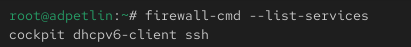 root@adpetlin:~# firewall-cmd --list-services
cockpit dhcpv6-client ssh